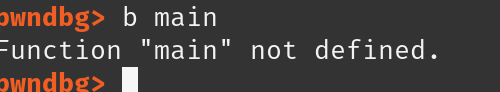 pwndbg> b main
Function "main" not defined.
pwndbg>